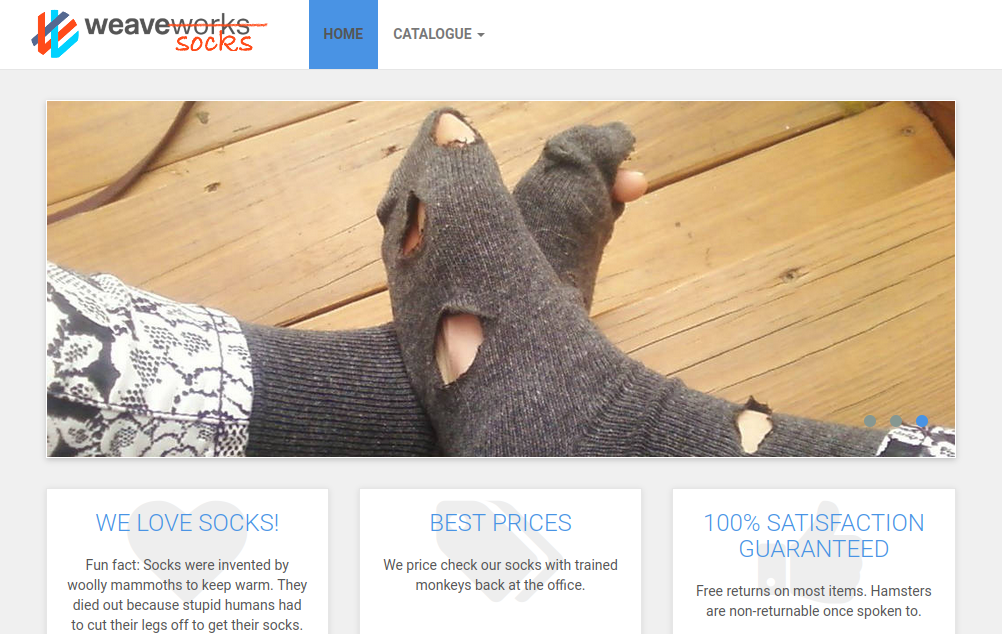 weaveworks
socks
HOME
CATALOGUE
WE LOVE SOCKS!
Fun fact: Socks were invented by
woolly mammoths to keep warm. They
died out because stupid humans had
to cut their legs off to get their socks.
BEST PRICES
We price check our socks with trained
monkeys back at the office.
100% SATISFACTION
GUARANTEED
Free returns on most items. Hamsters
are non-returnable once spoken to.